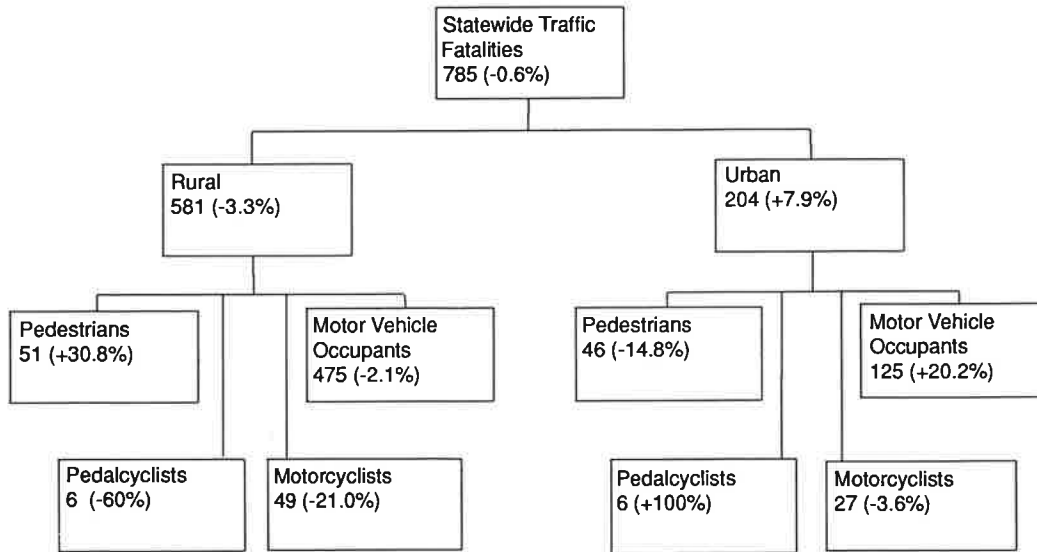 Statewide Traffic
Fatalities
785 (-0.6%)
Rural
581 (-3.3%)
Urban
204 (+7.9%)
Pedestrians
51 (+30.8%)
Motor Vehicle
Occupants
475 (-2.1%)
Pedestrians
46 (-14.8%)
Motor Vehicle
Occupants
125 (+20.2%)
Pedalcyclists
6 (-60%)
Motorcyclists
49 (-21.0%)
Pedalcyclists
6 (+100%)
Motorcyclists
27 (-3.6%)